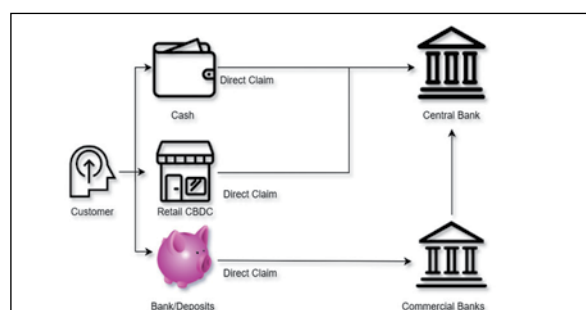 Direct Claim
Cash
Central Bank
Direct Claim
Customer
Retail CBDC
Direct Claim
Bank/Deposits
Commercial Banks